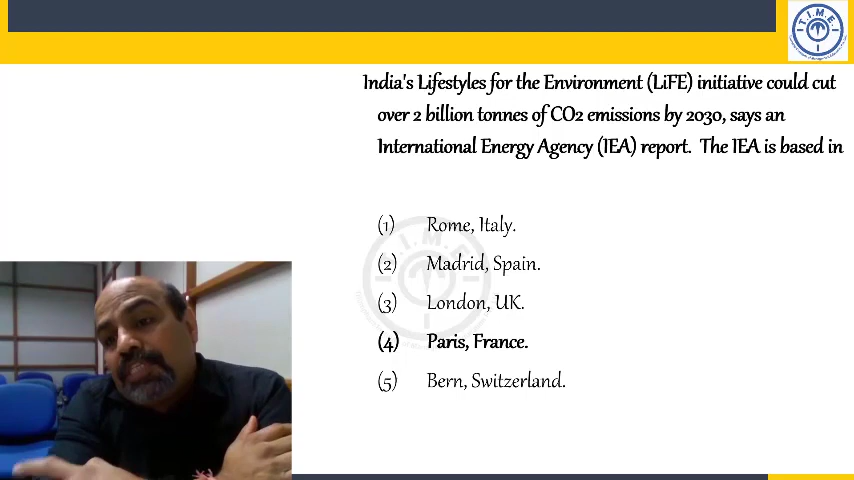 T.I.M.E.
India's Lifestyles for the Environment (LiFE) initiative could cut
over 2 billion tonnes of CO2 emissions by 2030, says an
International Energy Agency (IEA) report. The IEA is based in
(1) Rome, Italy.
(2) Madrid, Spain.
(3) London, UK.
(4) Paris, France.
(5) Bern, Switzerland.